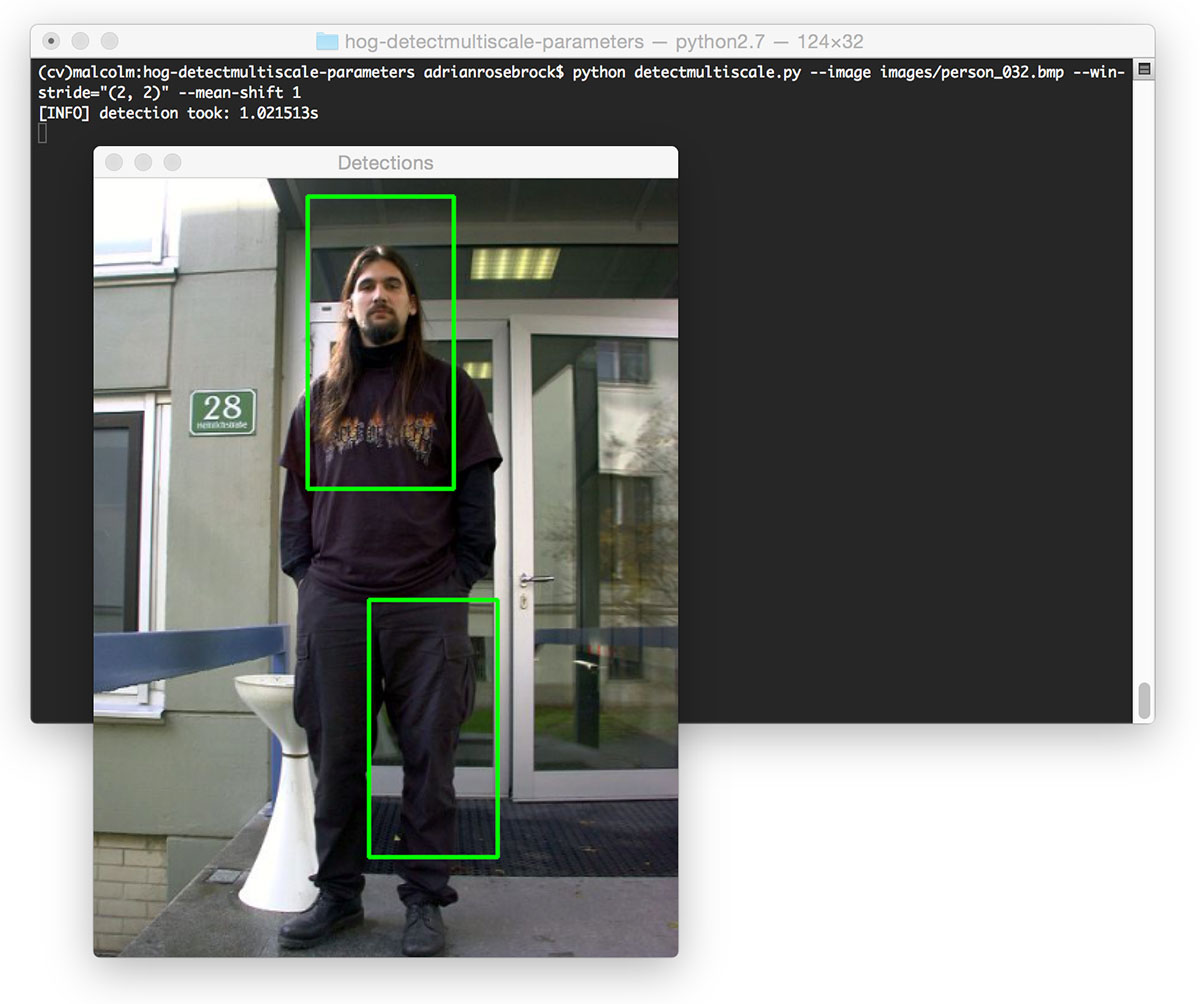 hog-detectmultiscale-parameters — python2.7 — 124×32
(cv)malcolm:hog-detectmultiscale-parameters adrianrosebrock$ python detectmultiscale.py --image images/person_032.bmp --win-
stride="(2, 2)" --mean-shift 1
[INFO] detection took: 1.021513s
Detections
28